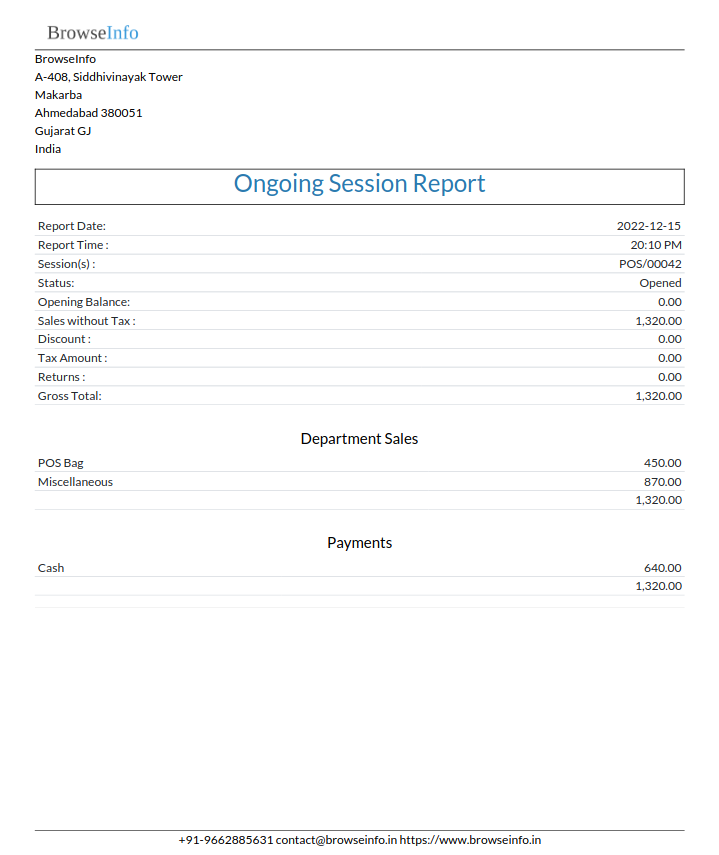 BrowseInfo
BrowseInfo
A-408, Siddhivinayak Tower
Makarba
Ahmedabad 380051
Gujarat GJ
India
Ongoing Session Report
Report Date: 2022-12-15
Report Time : 20:10 PM
Session(s) : POS/00042
Status: Opened
Opening Balance: 0.00
Sales without Tax : 1,320.00
Discount : 0.00
Tax Amount : 0.00
Returns : 0.00
Gross Total: 1,320.00
Department Sales
POS Bag 450.00
Miscellaneous 870.00
1,320.00
Payments
Cash 640.00
1,320.00
+91-9662885631 contact@browseinfo.in https://www.browseinfo.in